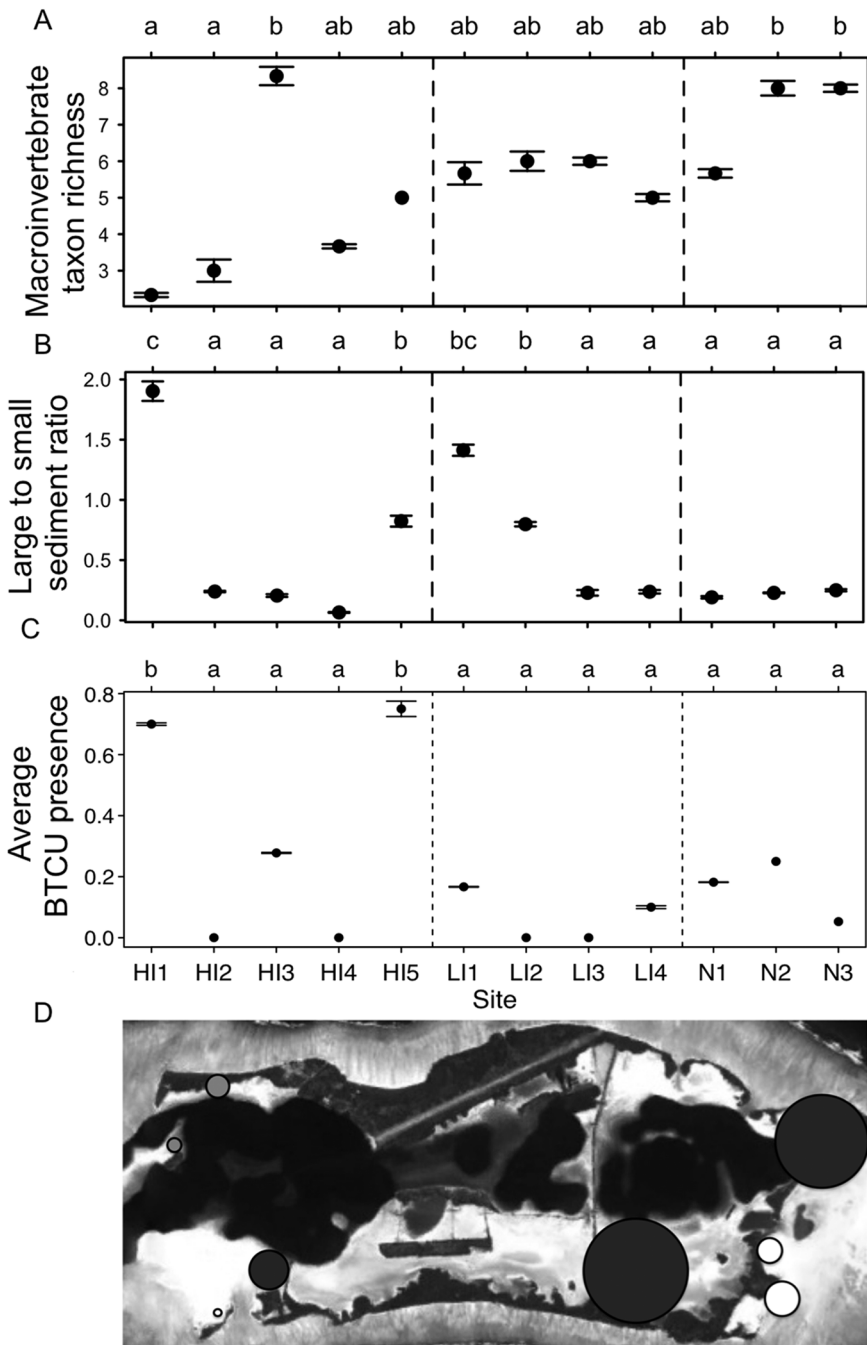 A
a a b ab ab ab ab ab ab ab b b
Macroinvertebrate
taxon richness
8
7
6
5
4
3
B
c a a a b bc b a a a a a
Large to small
sediment ratio
2.0
1.5
1.0
0.5
0.0
C
b a a a b a a a a a a a
Average
BTCU presence
0.8
0.6
0.4
0.2
0.0
HI1 HI2 HI3 HI4 HI5 LI1 LI2 LI3 LI4 N1 N2 N3
Site
D